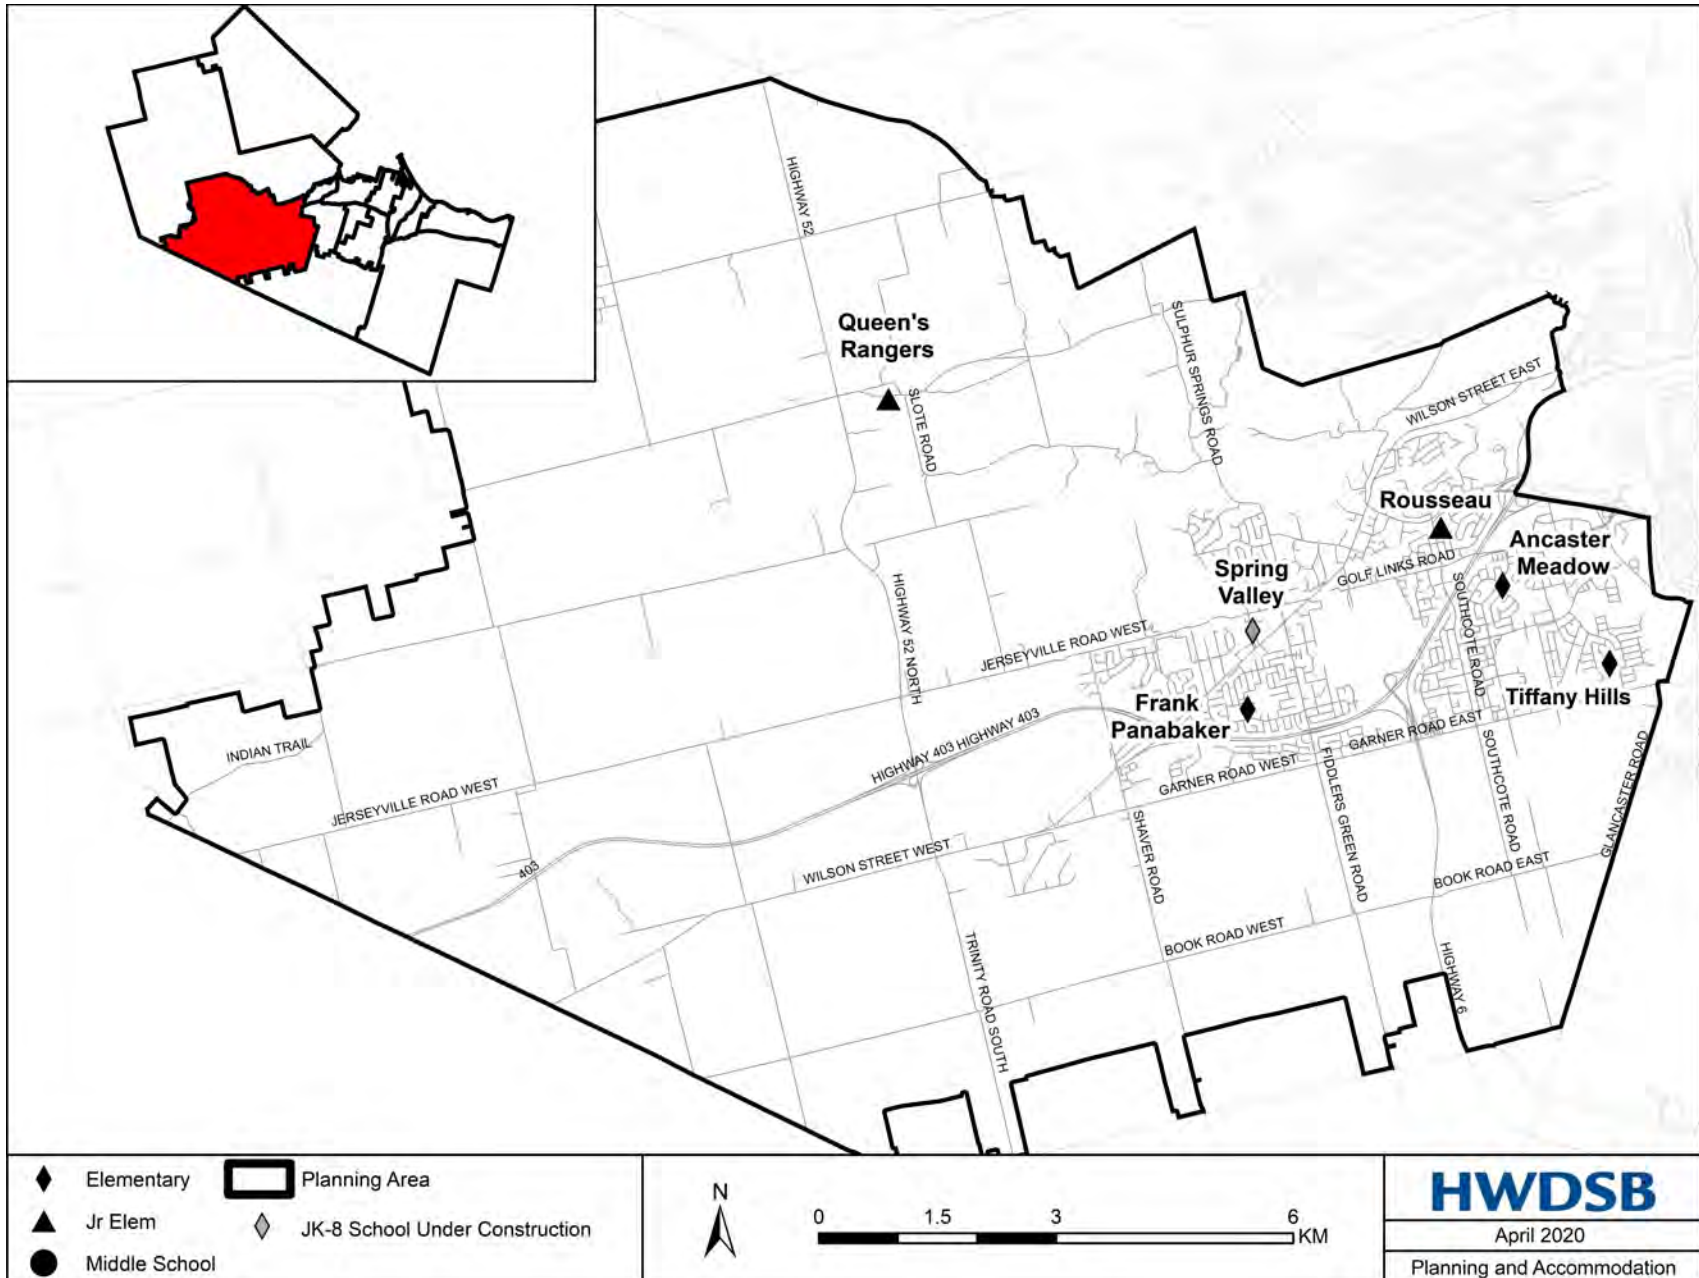 HIGHWAY 52
Queen's
Rangers
SLOTE ROAD
SULPHUR SPRINGS ROAD
WILSON STREET EAST
Rousseau
Ancaster
Meadow
GOLF LINKS ROAD
SOUTHCOTE ROAD
Spring
Valley
HIGHWAY 52 NORTH
JERSEYVILLE ROAD WEST
Tiffany Hills
Frank
Panabaker
HIGHWAY 403
HIGHWAY 403
GARNER ROAD EAST
GARNER ROAD WEST
INDIAN TRAIL
JERSEYVILLE ROAD WEST
FIDDLERS GREEN ROAD
SOUTHCOTE ROAD
GLANCASTER ROAD
SHAVER ROAD
WILSON STREET WEST
403
BOOK ROAD EAST
BOOK ROAD WEST
TRINITY ROAD SOUTH
HIGHWAY 6
Elementary
Planning Area
Jr Elem
JK-8 School Under Construction
Middle School
N
0 1.5 3 6
KM
HWDSB
April 2020
Planning and Accommodation